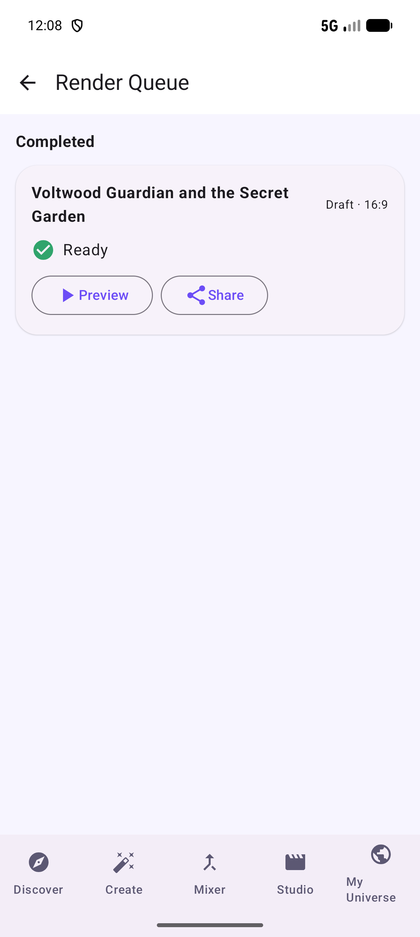 12:08
5G
Render Queue
Completed
Voltwood Guardian and the Secret
Garden
Draft · 16:9
Ready
Preview
Share
Discover
Create
Mixer
Studio
My
Universe